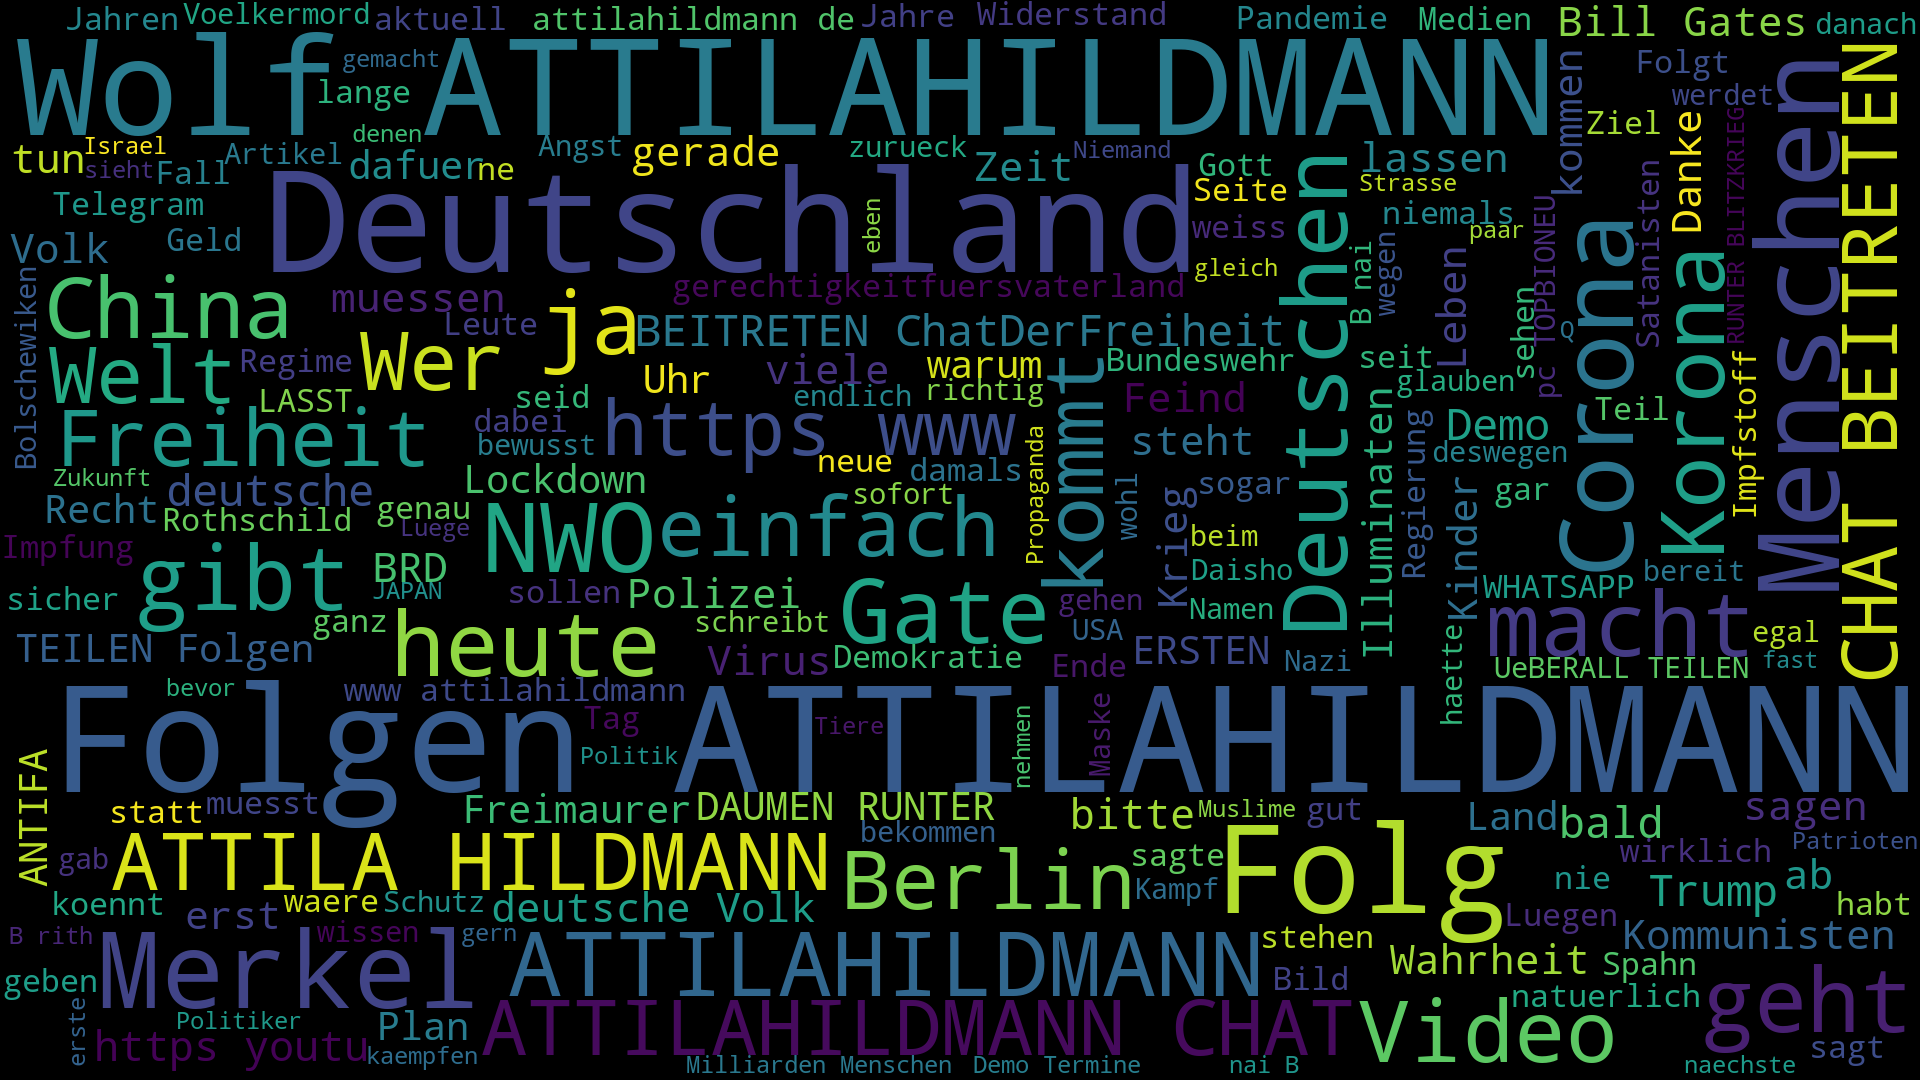 Jahren Voelkermord aktuell attilahildmann de Jahre Widerstand Pandemie Medien Bill Gates danach
Wolf ATTILAHILDMANN
gemacht
lange
Folgt
werdet
kommen
Menschen
CHAT BEITRETEN
denen
Angst
gerade
zurueck
Niemand
Ziel
Danke
RUNTER BLITZKRIEG
tun
Israel
sieht
Fall
Artikel
dafuer
ne
Zeit
Gott
lassen
Deutschland
Deutschen
Seite
Strasse
Satanisten
Telegram
Geld
Volk
eben
weiss
niemals
paar
TOPBIONEU
pc
Corona
Korona
Bolschewiken
China
muessen
gerechtigkeitfuersvaterland
gleich
B nai
wegen
Leben
sehen
Q
Leute
ja
BEITRETEN ChatDerFreiheit
Welt
Regime
Wer
Uhr
viele
warum
kommt
Bundeswehr
seit
glauben
Impfstoff
LASST
seid
endlich
richtig
Feind
Illuminaten
Regierung
Demo
Teil
Freiheit
dabei
bewusst
https www
steht
deswegen
Zukunft
deutsche
Lockdown
neue
damals
Propaganda
wohl
Krieg
sogar
Kinder
gar
Recht
Rothschild
genau
Luege
NWO
einfach
sofort
beim
Impfung
gibt
BRD
JAPAN
Daisho
WHATSAPP
bereit
sicher
ganz
sollen
Polizei
Gate
gehen
Namen
macht
TEILEN Folgen
heute
schreibt
USA
egal
Virus
Demokratie
Ende
ERSTEN
Nazi
haette
UeBERALL TEILEN
fast
bevor
www attilahildmann
Folgen ATTILAHILDMANN
Tag
Tiere
Politik
nehmen
Maske
ANTIFA
statt
muesst
Freimaurer
DAUMEN RUNTER
bitte
Muslime
gut
Land
bald
sagen
gab
ATTILA HILDMANN
bekommen
Berlin
sagte
Folg
wirklich
Patrioten
koennt
erst
waere
Schutz
deutsche Volk
Kampf
nie
Trump
ab
habt
B rith
wissen
gern
Luegen
Kommunisten
geben
Merkel
ATTILAHILDMANN
stehen
Bild
Wahrheit
Spahn
natuerlich
geht
erste
Politiker
https youtu
Plan
kaempfen
ATTILAHILDMANN CHAT
Video
sagt
Milliarden Menschen
Demo Termine
nai B
naechste